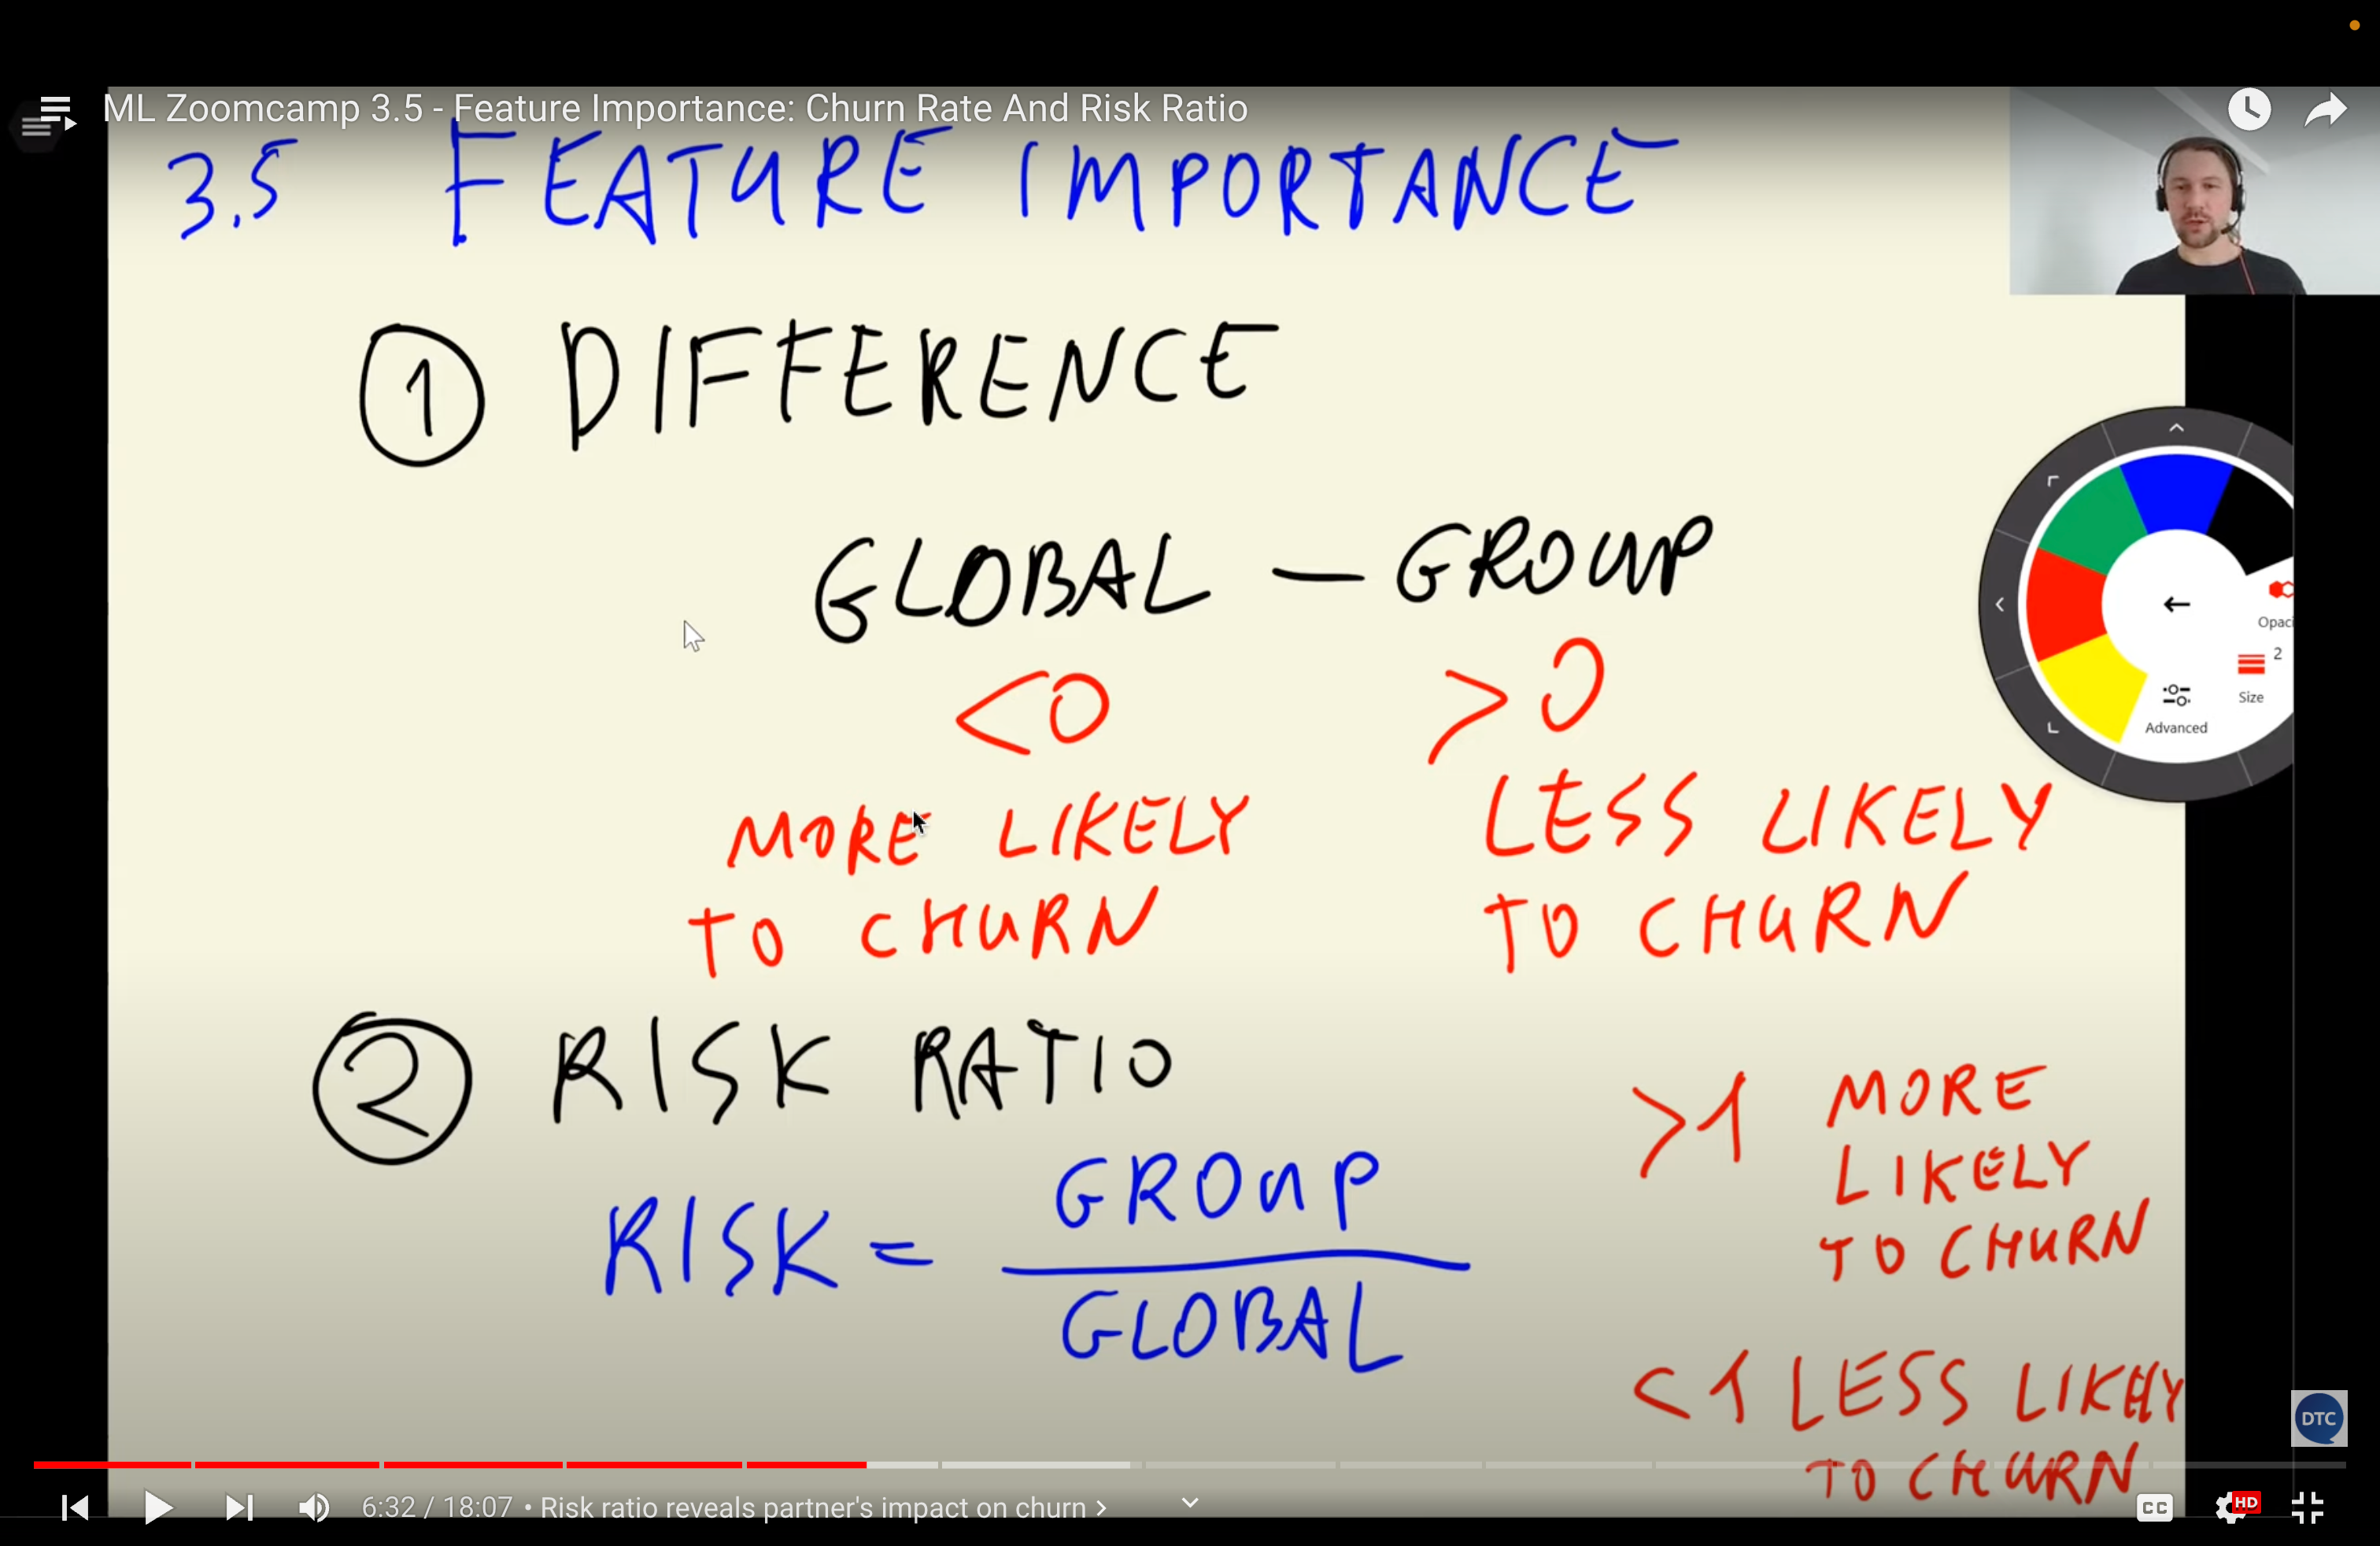 ML Zoomcamp 3.5 - Feature Importance: Churn Rate And Risk Ratio
3.5 FEATURE IMPORTANCE
1 DIFFERENCE
GLOBAL — GROUP
<0 >0
MORE LIKELY LESS LIKELY
TO CHURN TO CHURN
Size 2
Advanced
2 RISK RATIO
RISK = GROUP
GLOBAL
>1 MORE
LIKELY
TO CHURN
<1 LESS LIKELY
TO CHURN
DTC
6:32 / 18:07 • Risk ratio reveals partner's impact on churn >
CC
HD